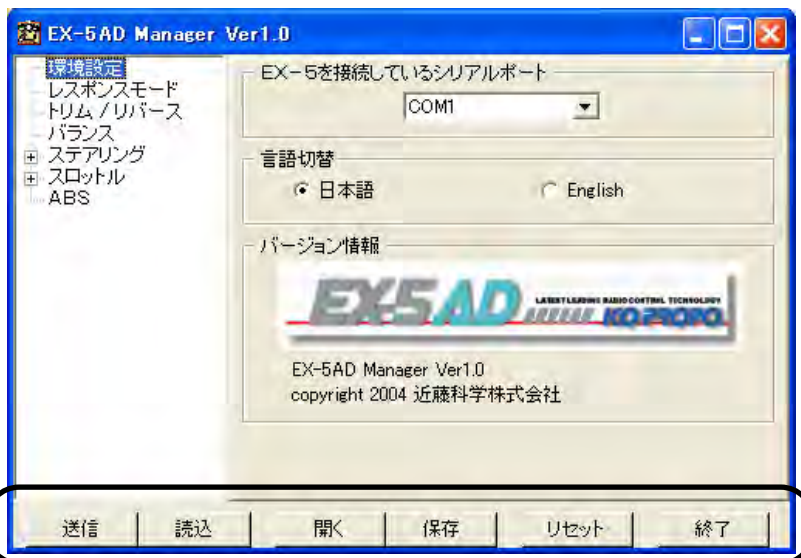 EX-5AD Manager Ver1.0
環境設定
レスポンスモード
トリム / リバース
バランス
ステアリング
スロットル
ABS
EX-5を接続しているシリアルポート
COM1
言語切替
日本語 English
バージョン情報
EX-5AD LATEST LEADING RADIO CONTROL TECHNOLOGY
KO PROPO
EX-5AD Manager Ver1.0
copyright 2004 近藤科学株式会社
送信 読込 開く 保存 リセット 終了